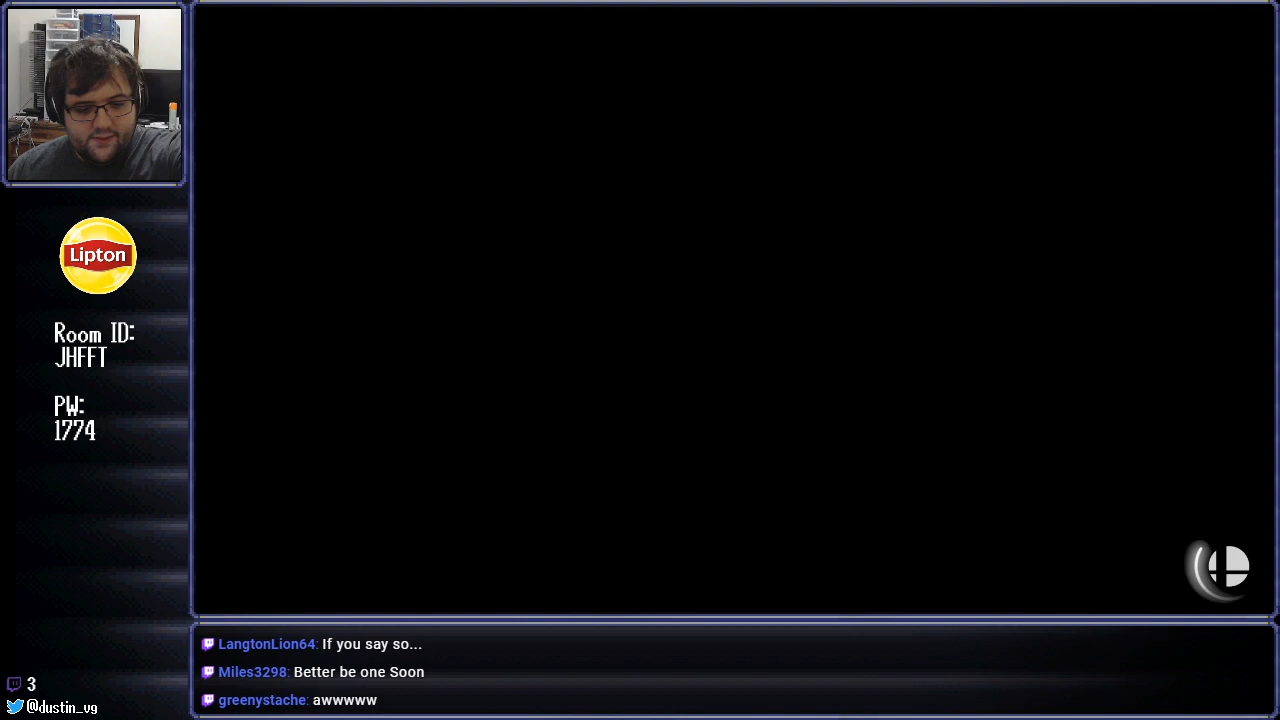 Lipton
Room ID:
JHFFT
PW:
1774
3
@dustin_vg
LangtonLion64: If you say so...
Miles3298: Better be one Soon
greenystache: awwwww